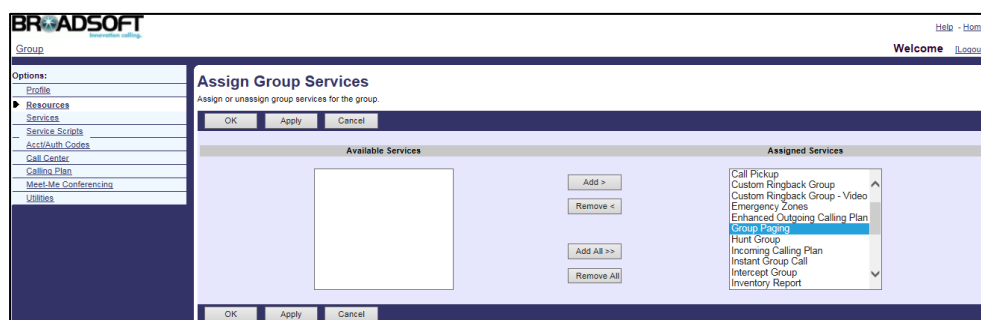 BROADSOFT
Innovation calling.
Help - Hom
Group
Welcome [Logou
Options:
Profile
Resources
Services
Service Scripts
Acct/Auth Codes
Call Center
Calling Plan
Meet-Me Conferencing
Utilities
Assign Group Services
Assign or unassign group services for the group.
OK Apply Cancel
Available Services Assigned Services
Add >
Remove <
Add All >>
Remove All
Call Pickup
Custom Ringback Group
Custom Ringback Group - Video
Emergency Zones
Enhanced Outgoing Calling Plan
Group Paging
Hunt Group
Incoming Calling Plan
Instant Group Call
Intercept Group
Inventory Report
OK Apply Cancel